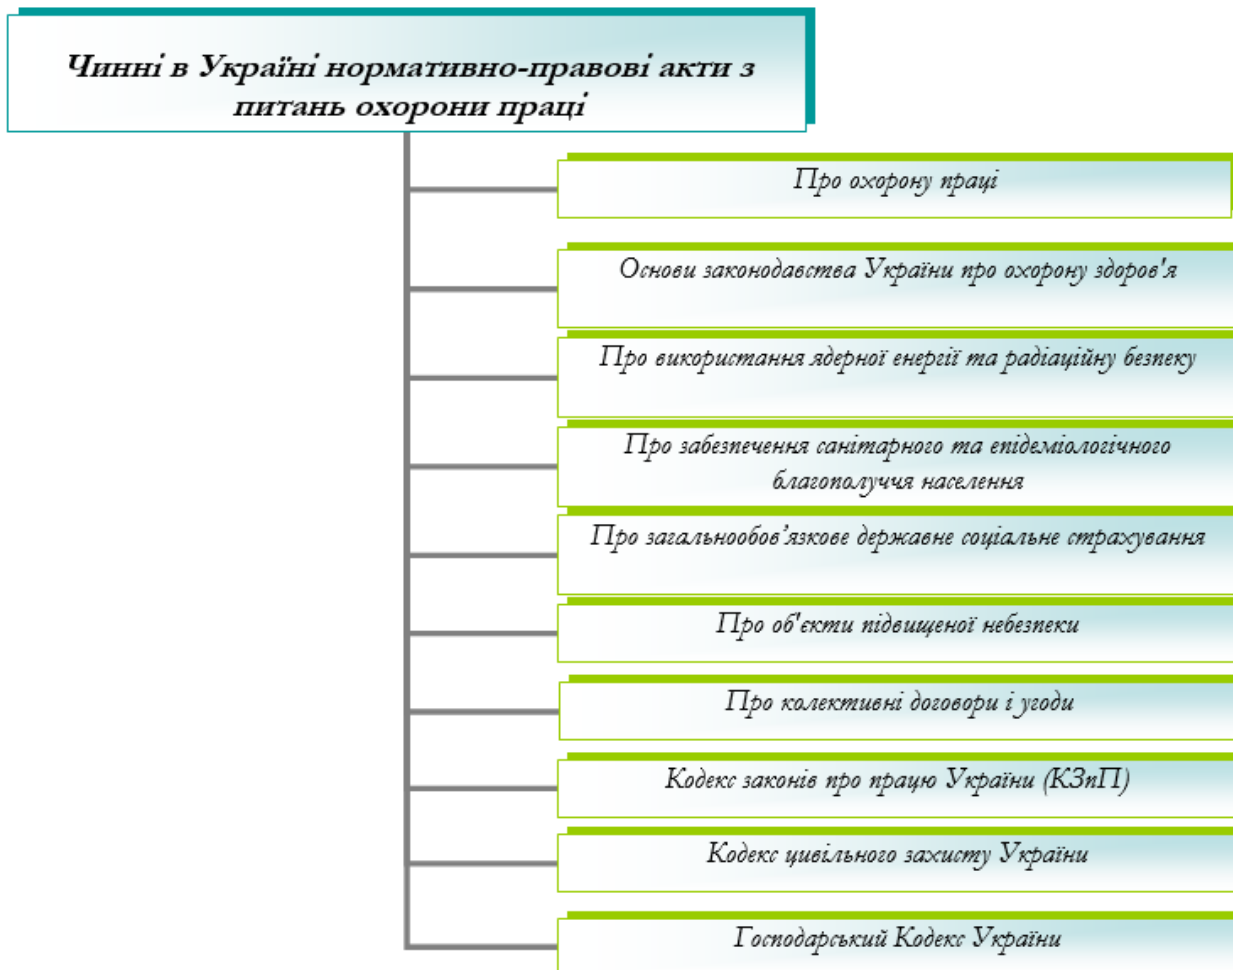 Чинні в Україні нормативно-правові акти з
питань охорони праці
Про охорону праці
Основи законодавства України про охорону здоров'я
Про використання ядерної енергії та радіаційну безпеку
Про забезпечення санітарного та епідеміологічного
благополуччя населення
Про загальнообов’язкове державне соціальне страхування
Про об'єкти підвищеної небезпеки
Про колективні договори і угоди
Кодекс законів про працю України (КЗпП)
Кодекс цивільного захисту України
Господарський Кодекс України